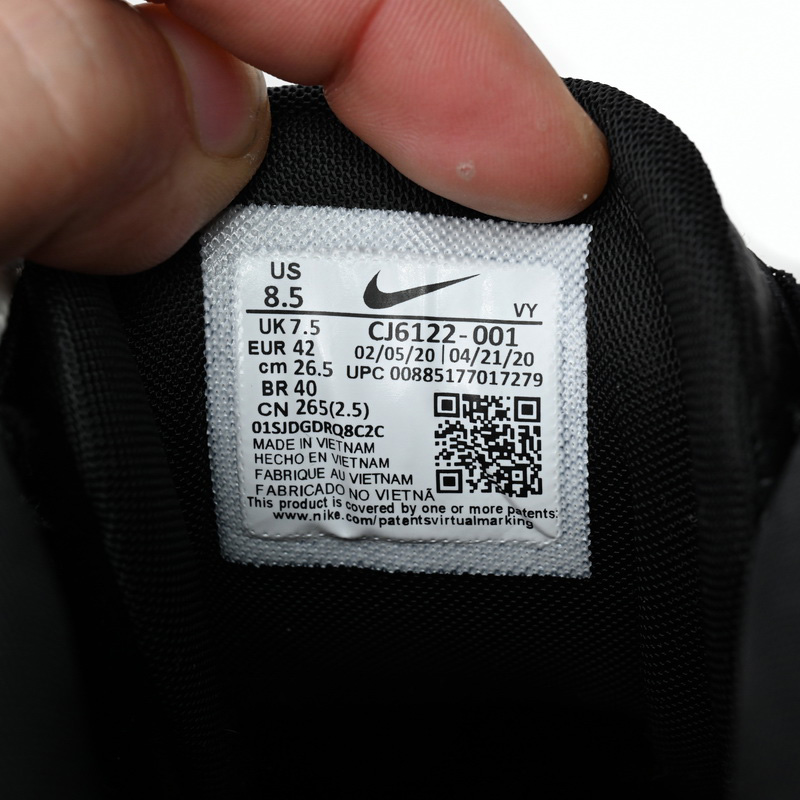 US
8.5
VY
UK 7.5
EUR 42
cm 26.5
BR 40
CN 265(2.5)
CJ6122-001
02/05/20 | 04/21/20
UPC 00885177017279
01SJDGDRQ8C2C
MADE IN VIETNAM
HECHO EN VIETNAM
FABRIQUE AU VIETNAM
FABRICADO NO VIETNÃ
This product is covered by one or more patents:
www.nike.com/patentsvirtualmarking